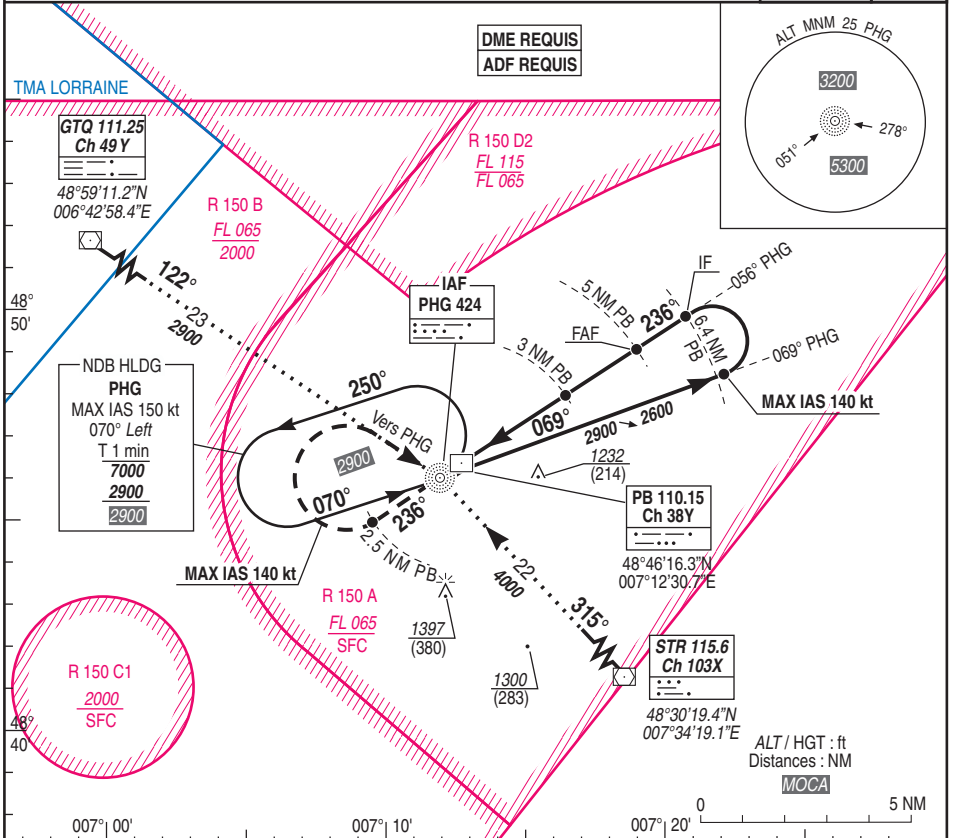 DME REQUIS
ADF REQUIS
ALT MNM 25 PHG
3200
278°
051°
5300
TMA LORRAINE
GTQ 111.25
Ch 49 Y
48°59'11.2"N
006°42'58.4"E
R 150 D2
FL 115
FL 065
R 150 B
FL 065
2000
122°
23
2900
IAF
PHG 424
IF
056° PHG
5 NM PB
236°
FAF
6.4 NM PB
3 NM PB
069° PHG
48°
50'
NDB HLDG
PHG
MAX IAS 150 kt
070° Left
T 1 min
7000
2900
2900
250°
Vers PHG
069°
2900
2600
MAX IAS 140 kt
2900
1232
(214)
070°
236°
PB 110.15
Ch 38Y
48°46'16.3"N
007°12'30.7"E
2.5 NM PB
MAX IAS 140 kt
22
4000
315°
R 150 A
FL 065
SFC
1397
(380)
1300
(283)
STR 115.6
Ch 103X
48°30'19.4"N
007°34'19.1"E
R 150 C1
2000
SFC
48°
40'
ALT / HGT : ft
Distances : NM
MOCA
0
5 NM
007° 00'
007° 10'
007° 20'